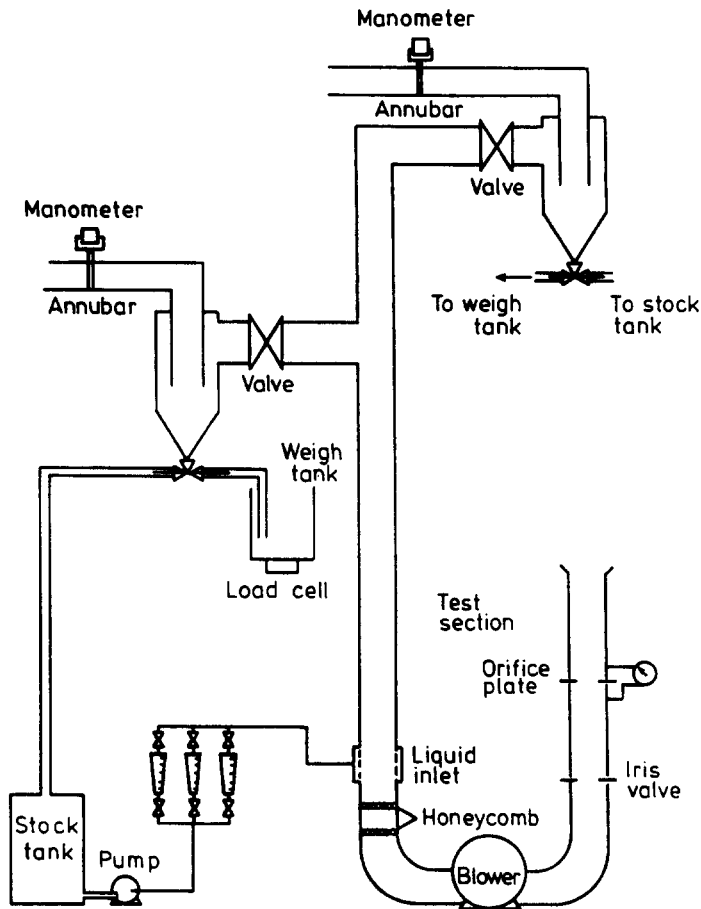 Manometer
Annubar
Valve
Manometer
Annubar
To weigh
tank
To stock
tank
Valve
Weigh
tank
Load cell
Test
section
Orifice
plate
Liquid
inlet
Iris
valve
Honeycomb
Stock
tank
Pump
Blower